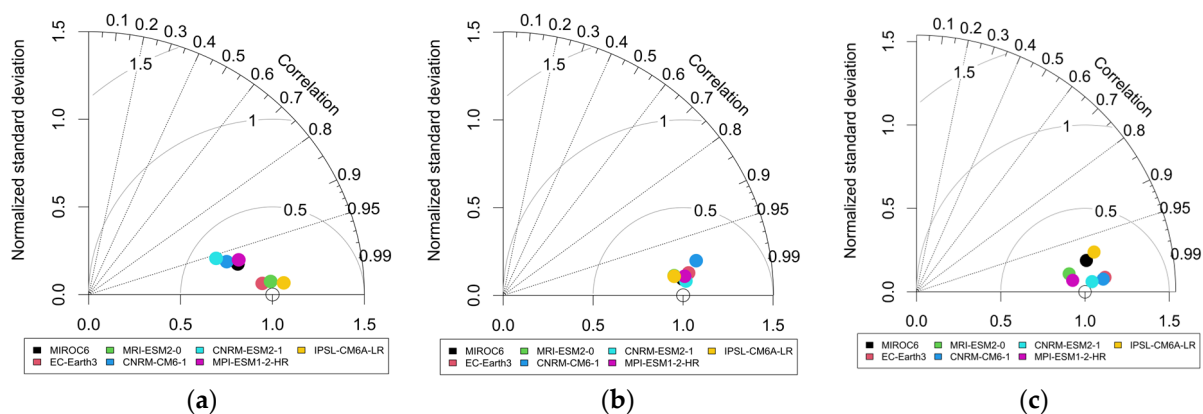 Normalized standard deviation
1.5
1.0
0.5
0.0
0.0 0.5 1.0 1.5
0.1 0.2 0.3 0.4 0.5 0.6 0.7 0.8 0.9 0.95 0.99
Correlation
1.5
1
0.5
MIROC6 MRI-ESM2-0 CNRM-ESM2-1 IPSL-CM6A-LR
EC-Earth3 CNRM-CM6-1 MPI-ESM1-2-HR
(a)
Normalized standard deviation
1.5
1.0
0.5
0.0
0.0 0.5 1.0 1.5
0.1 0.2 0.3 0.4 0.5 0.6 0.7 0.8 0.9 0.95 0.99
Correlation
1.5
1
0.5
MIROC6 MRI-ESM2-0 CNRM-ESM2-1 IPSL-CM6A-LR
EC-Earth3 CNRM-CM6-1 MPI-ESM1-2-HR
(b)
Normalized standard deviation
1.5
1.0
0.5
0.0
0.0 0.5 1.0 1.5
0.1 0.2 0.3 0.4 0.5 0.6 0.7 0.8 0.9 0.95 0.99
Correlation
1.5
1
0.5
MIROC6 MRI-ESM2-0 CNRM-ESM2-1 IPSL-CM6A-LR
EC-Earth3 CNRM-CM6-1 MPI-ESM1-2-HR
(c)